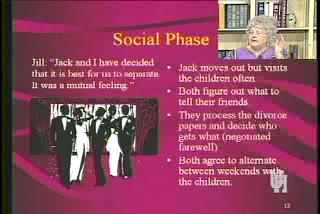 Social Phase
Jill: "Jack and I have decided
that it is best for us to separate.
It was a mutual feeling."
• Jack moves out but visits
the children often
• Both figure out what to
tell their friends
• They process the divorce
papers and decide who
gets what (negotiated
farewell)
• Both agree to alternate
between weekends with
the children.
13